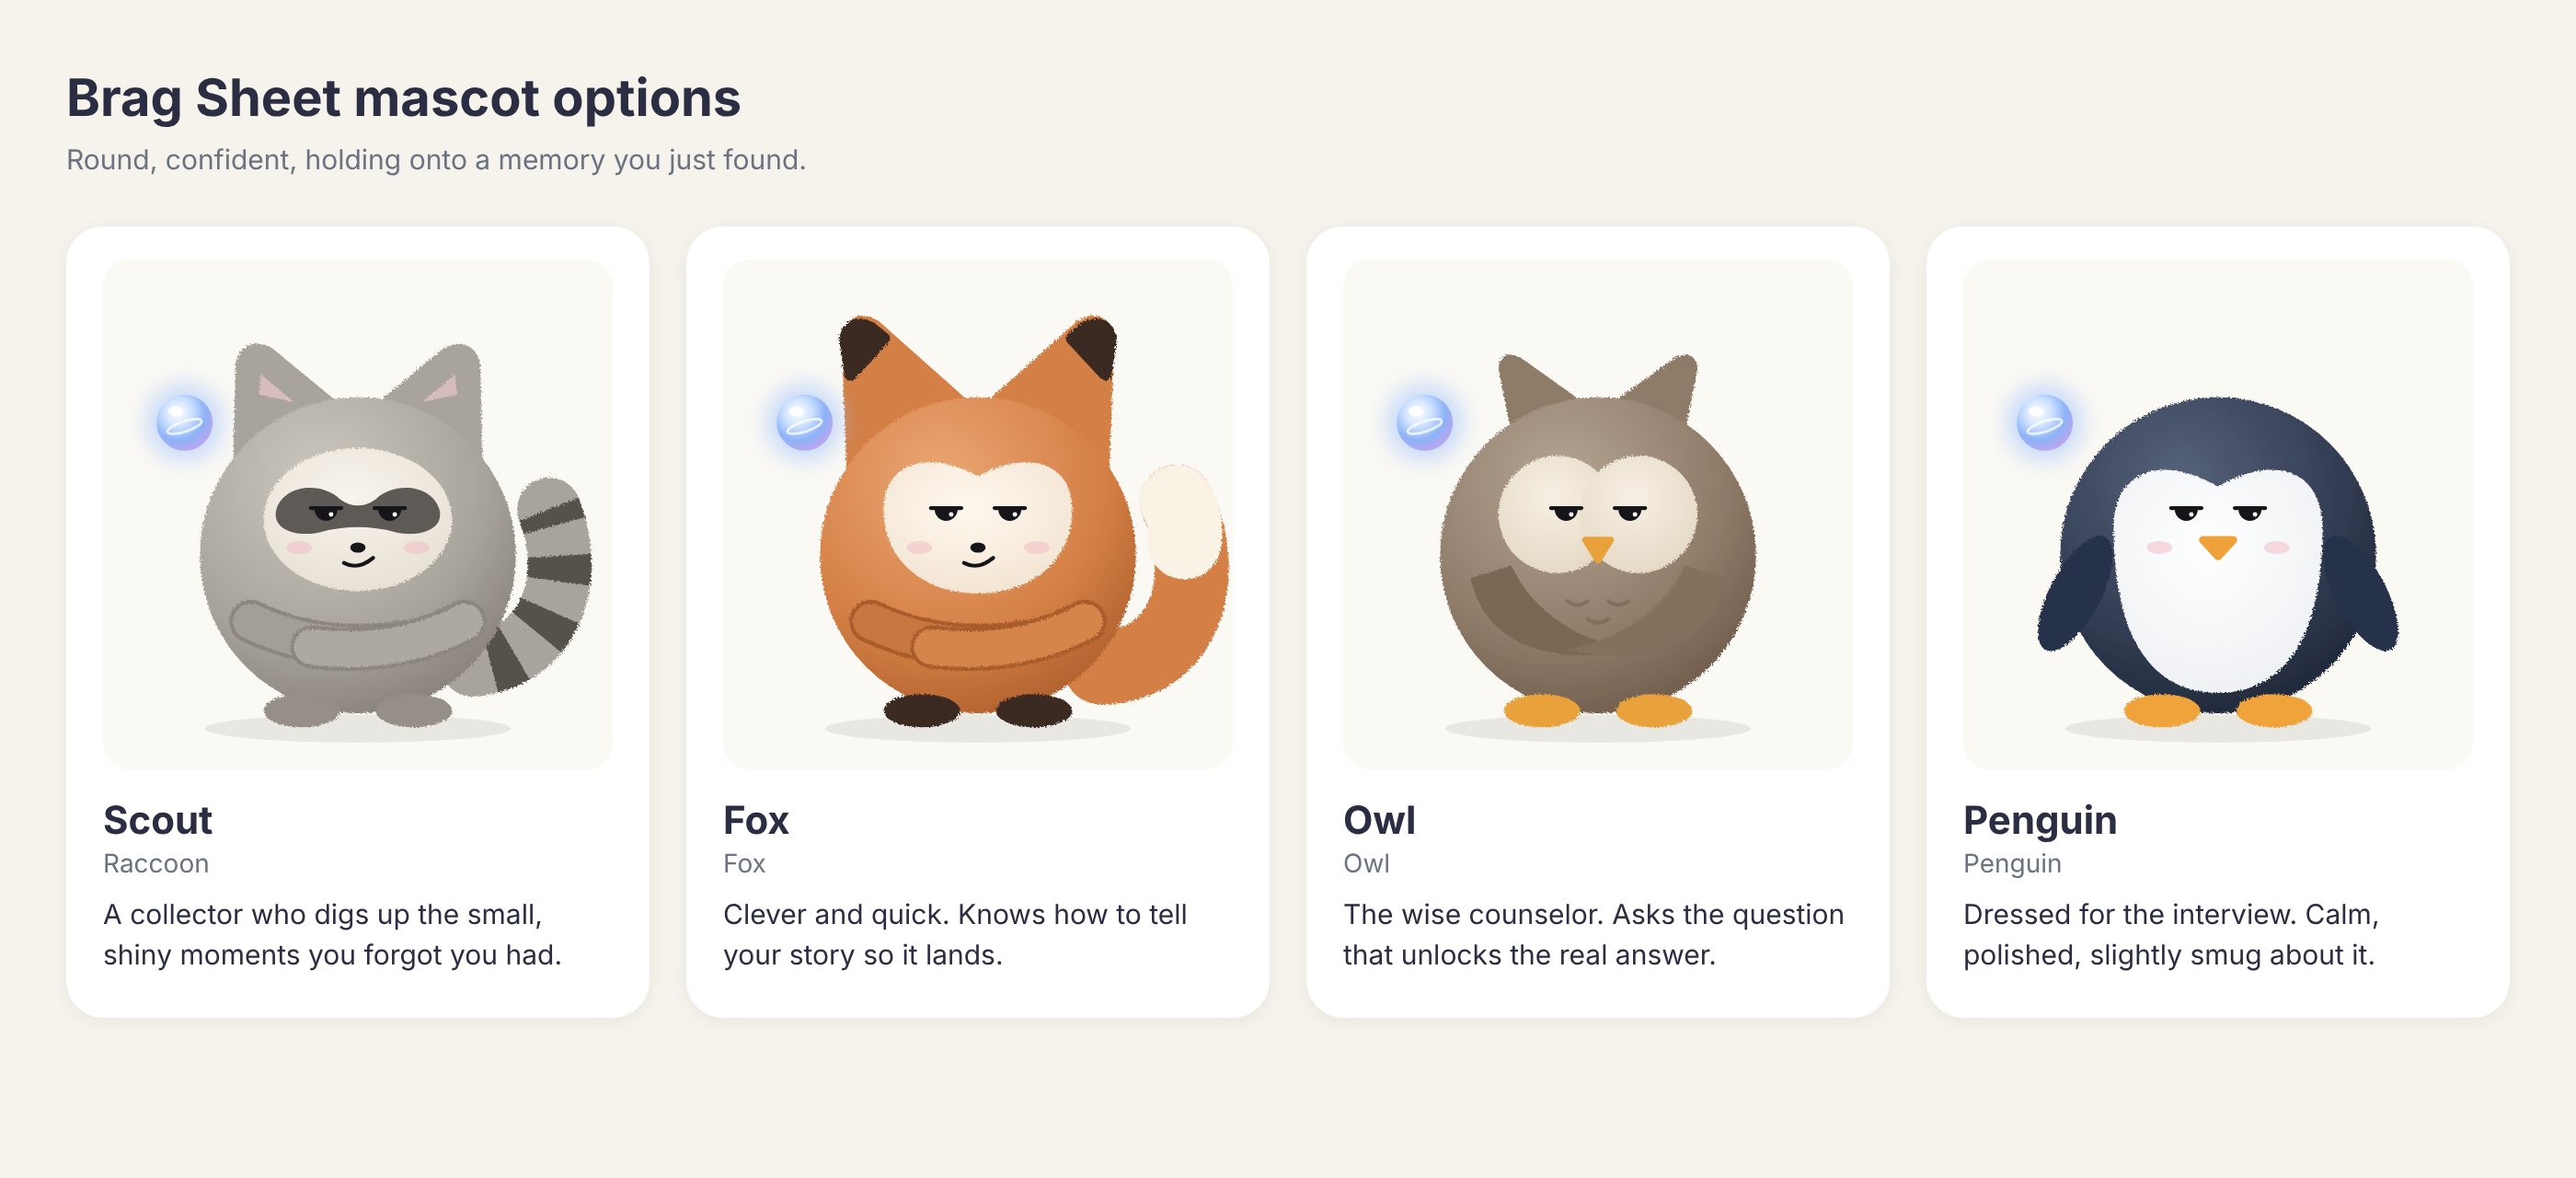 Brag Sheet mascot options
Round, confident, holding onto a memory you just found.
Scout
Raccoon
A collector who digs up the small,
shiny moments you forgot you had.
Fox
Fox
Clever and quick. Knows how to tell
your story so it lands.
Owl
Owl
The wise counselor. Asks the question
that unlocks the real answer.
Penguin
Penguin
Dressed for the interview. Calm,
polished, slightly smug about it.